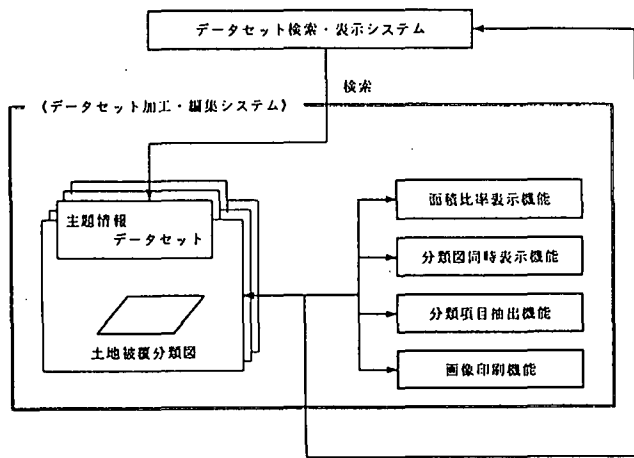 データセット検索・表示システム
検索
《データセット加工・編集システム》
主題情報
データセット
土地被覆分類図
面積比率表示機能
分類図同時表示機能
分類項目抽出機能
画像印刷機能